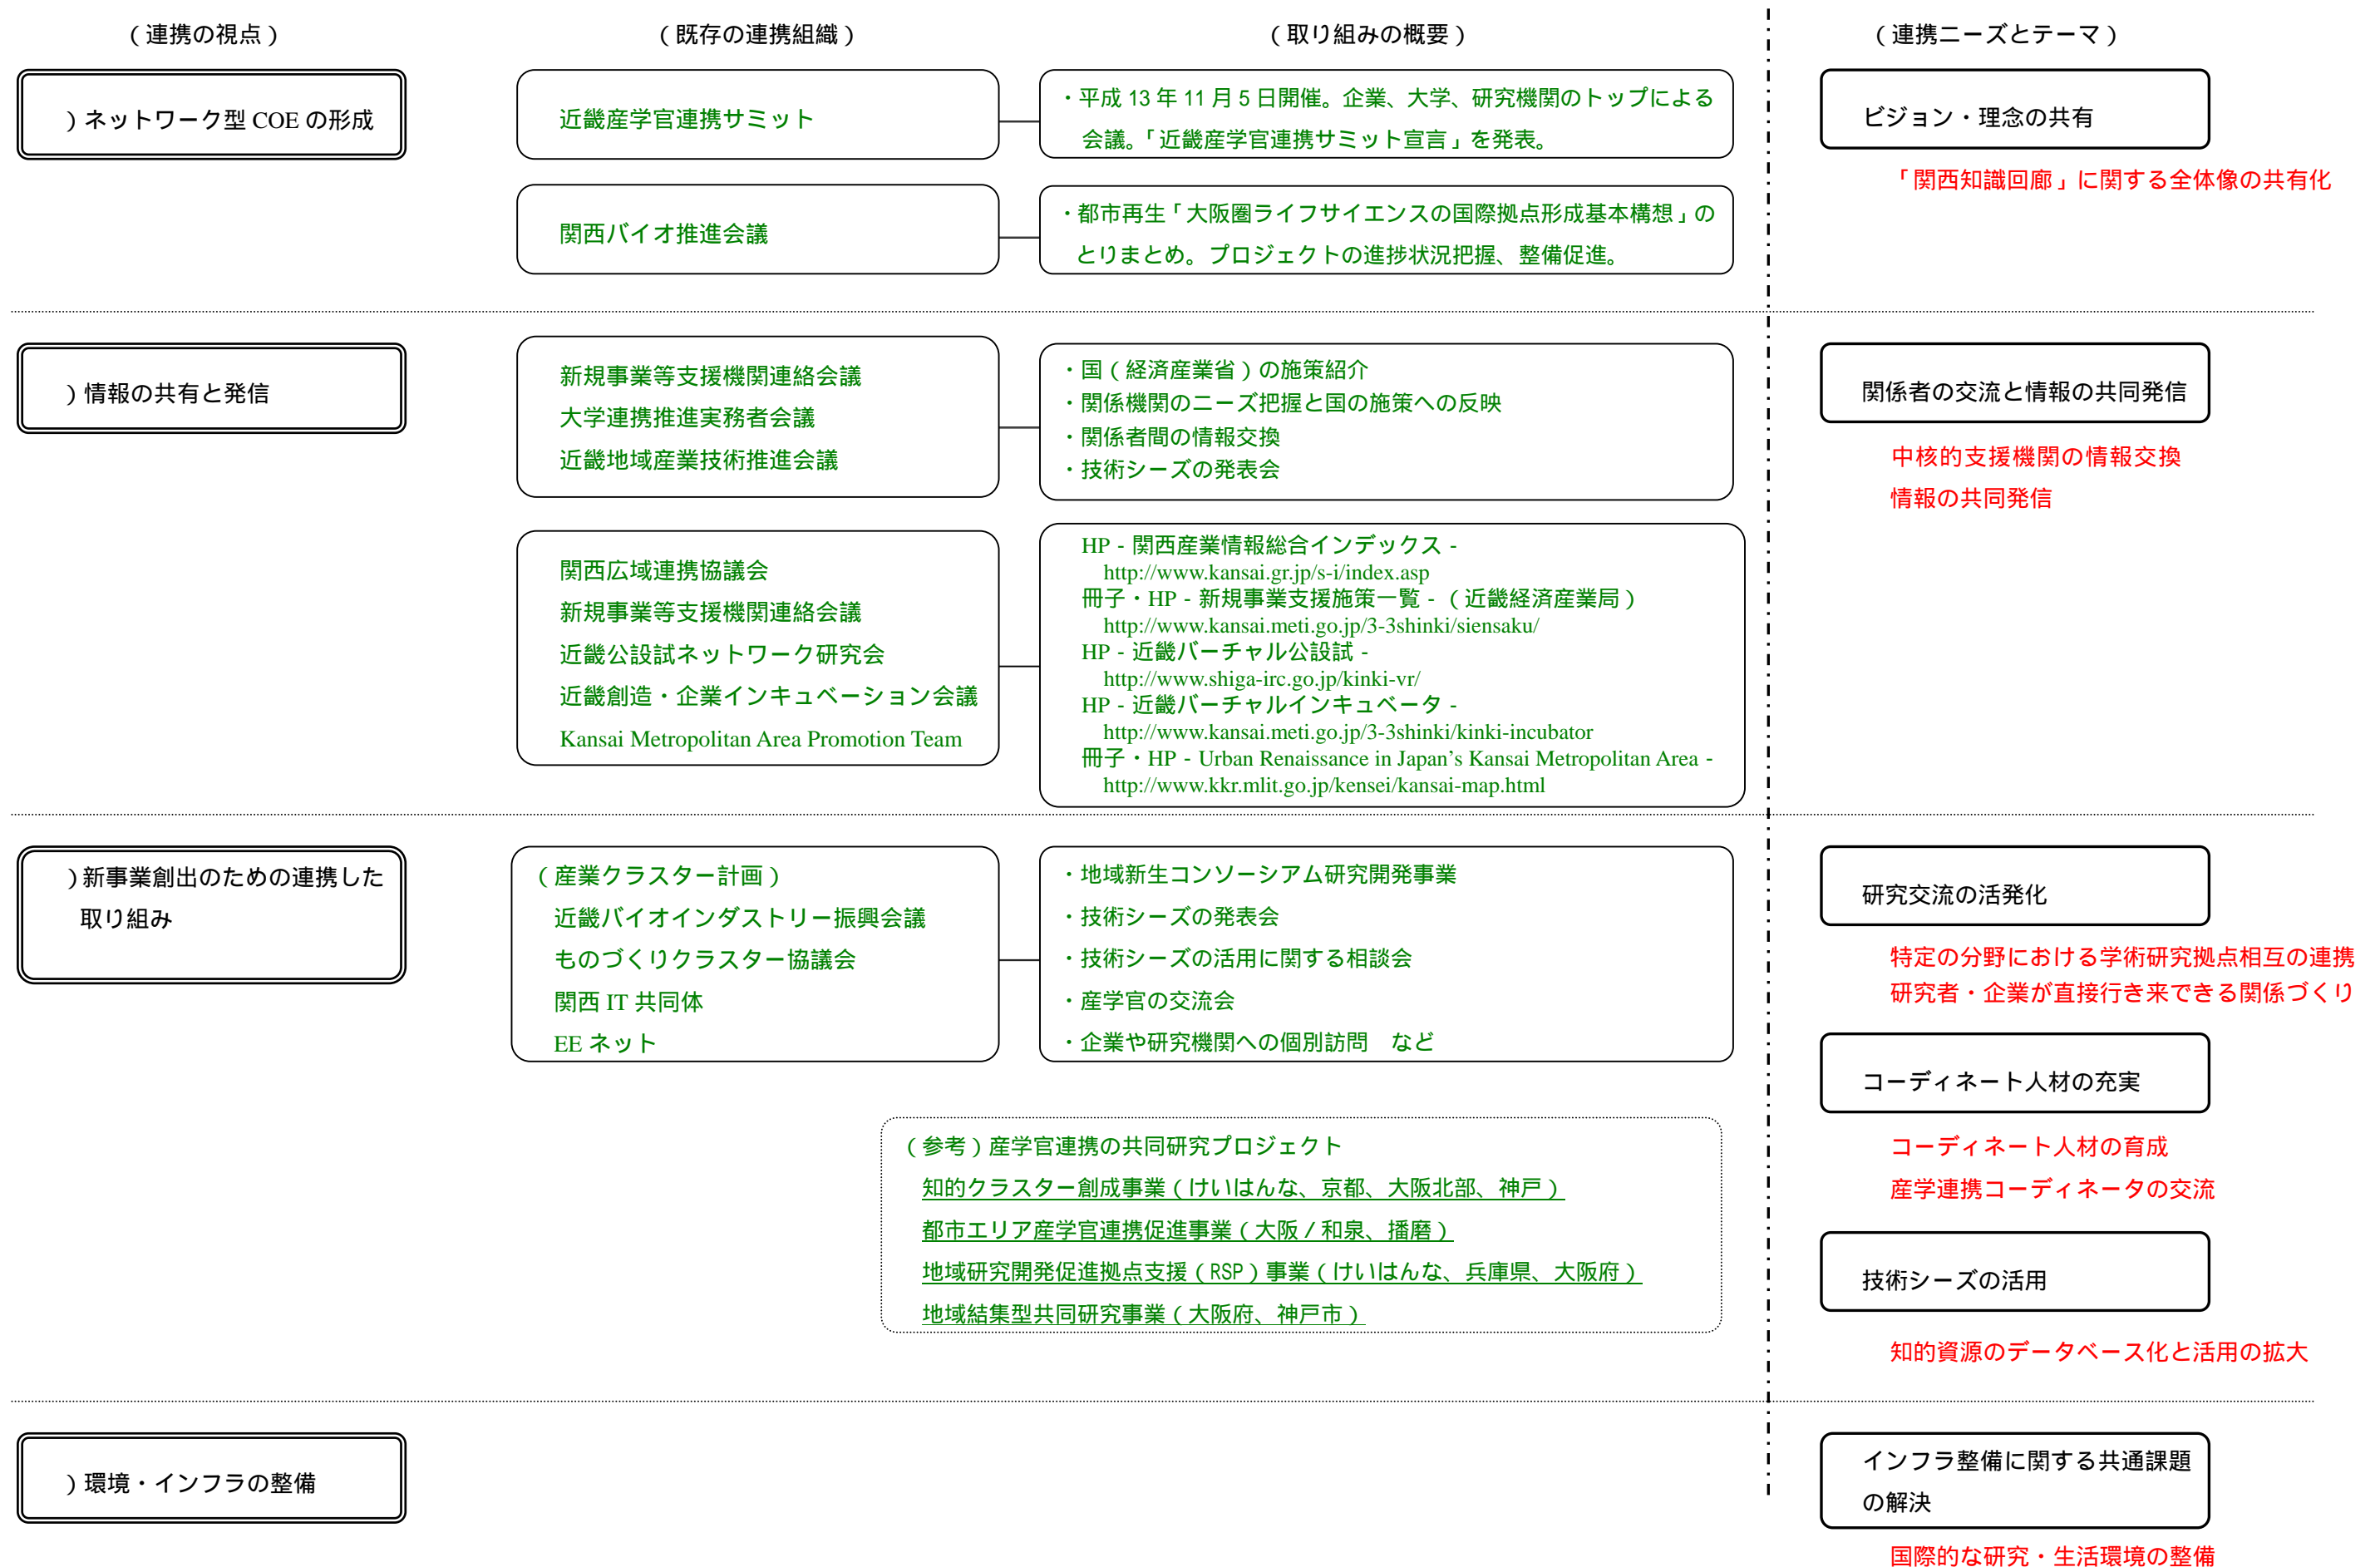 （連携の視点）
（既存の連携組織）
（取り組みの概要）
（連携ニーズとテーマ）
）ネットワーク型 COE の形成
近畿産学官連携サミット
・平成 13 年 11 月 5 日開催。企業、大学、研究機関のトップによる
会議。「近畿産学官連携サミット宣言」を発表。
ビジョン・理念の共有
「関西知識回廊」に関する全体像の共有化
関西バイオ推進会議
・都市再生「大阪圏ライフサイエンスの国際拠点形成基本構想」の
とりまとめ。プロジェクトの進捗状況把握、整備促進。
）情報の共有と発信
新規事業等支援機関連絡会議
大学連携推進実務者会議
近畿地域産業技術推進会議
・国（経済産業省）の施策紹介
・関係機関のニーズ把握と国の施策への反映
・関係者間の情報交換
・技術シーズの発表会
関係者の交流と情報の共同発信
中核的支援機関の情報交換
情報の共同発信
関西広域連携協議会
新規事業等支援機関連絡会議
近畿公設試ネットワーク研究会
近畿創造・企業インキュベーション会議
Kansai Metropolitan Area Promotion Team
HP - 関西産業情報総合インデックス -
http://www.kansai.gr.jp/s-i/index.asp
冊子・HP - 新規事業支援施策一覧 - （近畿経済産業局）
http://www.kansai.meti.go.jp/3-3shinki/siensaku/
HP - 近畿バーチャル公設試 -
http://www.shiga-irc.go.jp/kinki-vr/
HP - 近畿バーチャルインキュベータ -
http://www.kansai.meti.go.jp/3-3shinki/kinki-incubator
冊子・HP - Urban Renaissance in Japan’s Kansai Metropolitan Area -
http://www.kkr.mlit.go.jp/kensei/kansai-map.html
）新事業創出のための連携した
取り組み
（産業クラスター計画）
近畿バイオインダストリー振興会議
ものづくりクラスター協議会
関西 IT 共同体
EE ネット
・地域新生コンソーシアム研究開発事業
・技術シーズの発表会
・技術シーズの活用に関する相談会
・産学官の交流会
・企業や研究機関への個別訪問　など
研究交流の活発化
特定の分野における学術研究拠点相互の連携
研究者・企業が直接行き来できる関係づくり
コーディネート人材の充実
コーディネート人材の育成
産学連携コーディネータの交流
（参考）産学官連携の共同研究プロジェクト
知的クラスター創成事業（けいはんな、京都、大阪北部、神戸）
都市エリア産学官連携促進事業（大阪／和泉、播磨）
地域研究開発促進拠点支援（RSP）事業（けいはんな、兵庫県、大阪府）
地域結集型共同研究事業（大阪府、神戸市）
技術シーズの活用
知的資源のデータベース化と活用の拡大
）環境・インフラの整備
インフラ整備に関する共通課題
の解決
国際的な研究・生活環境の整備